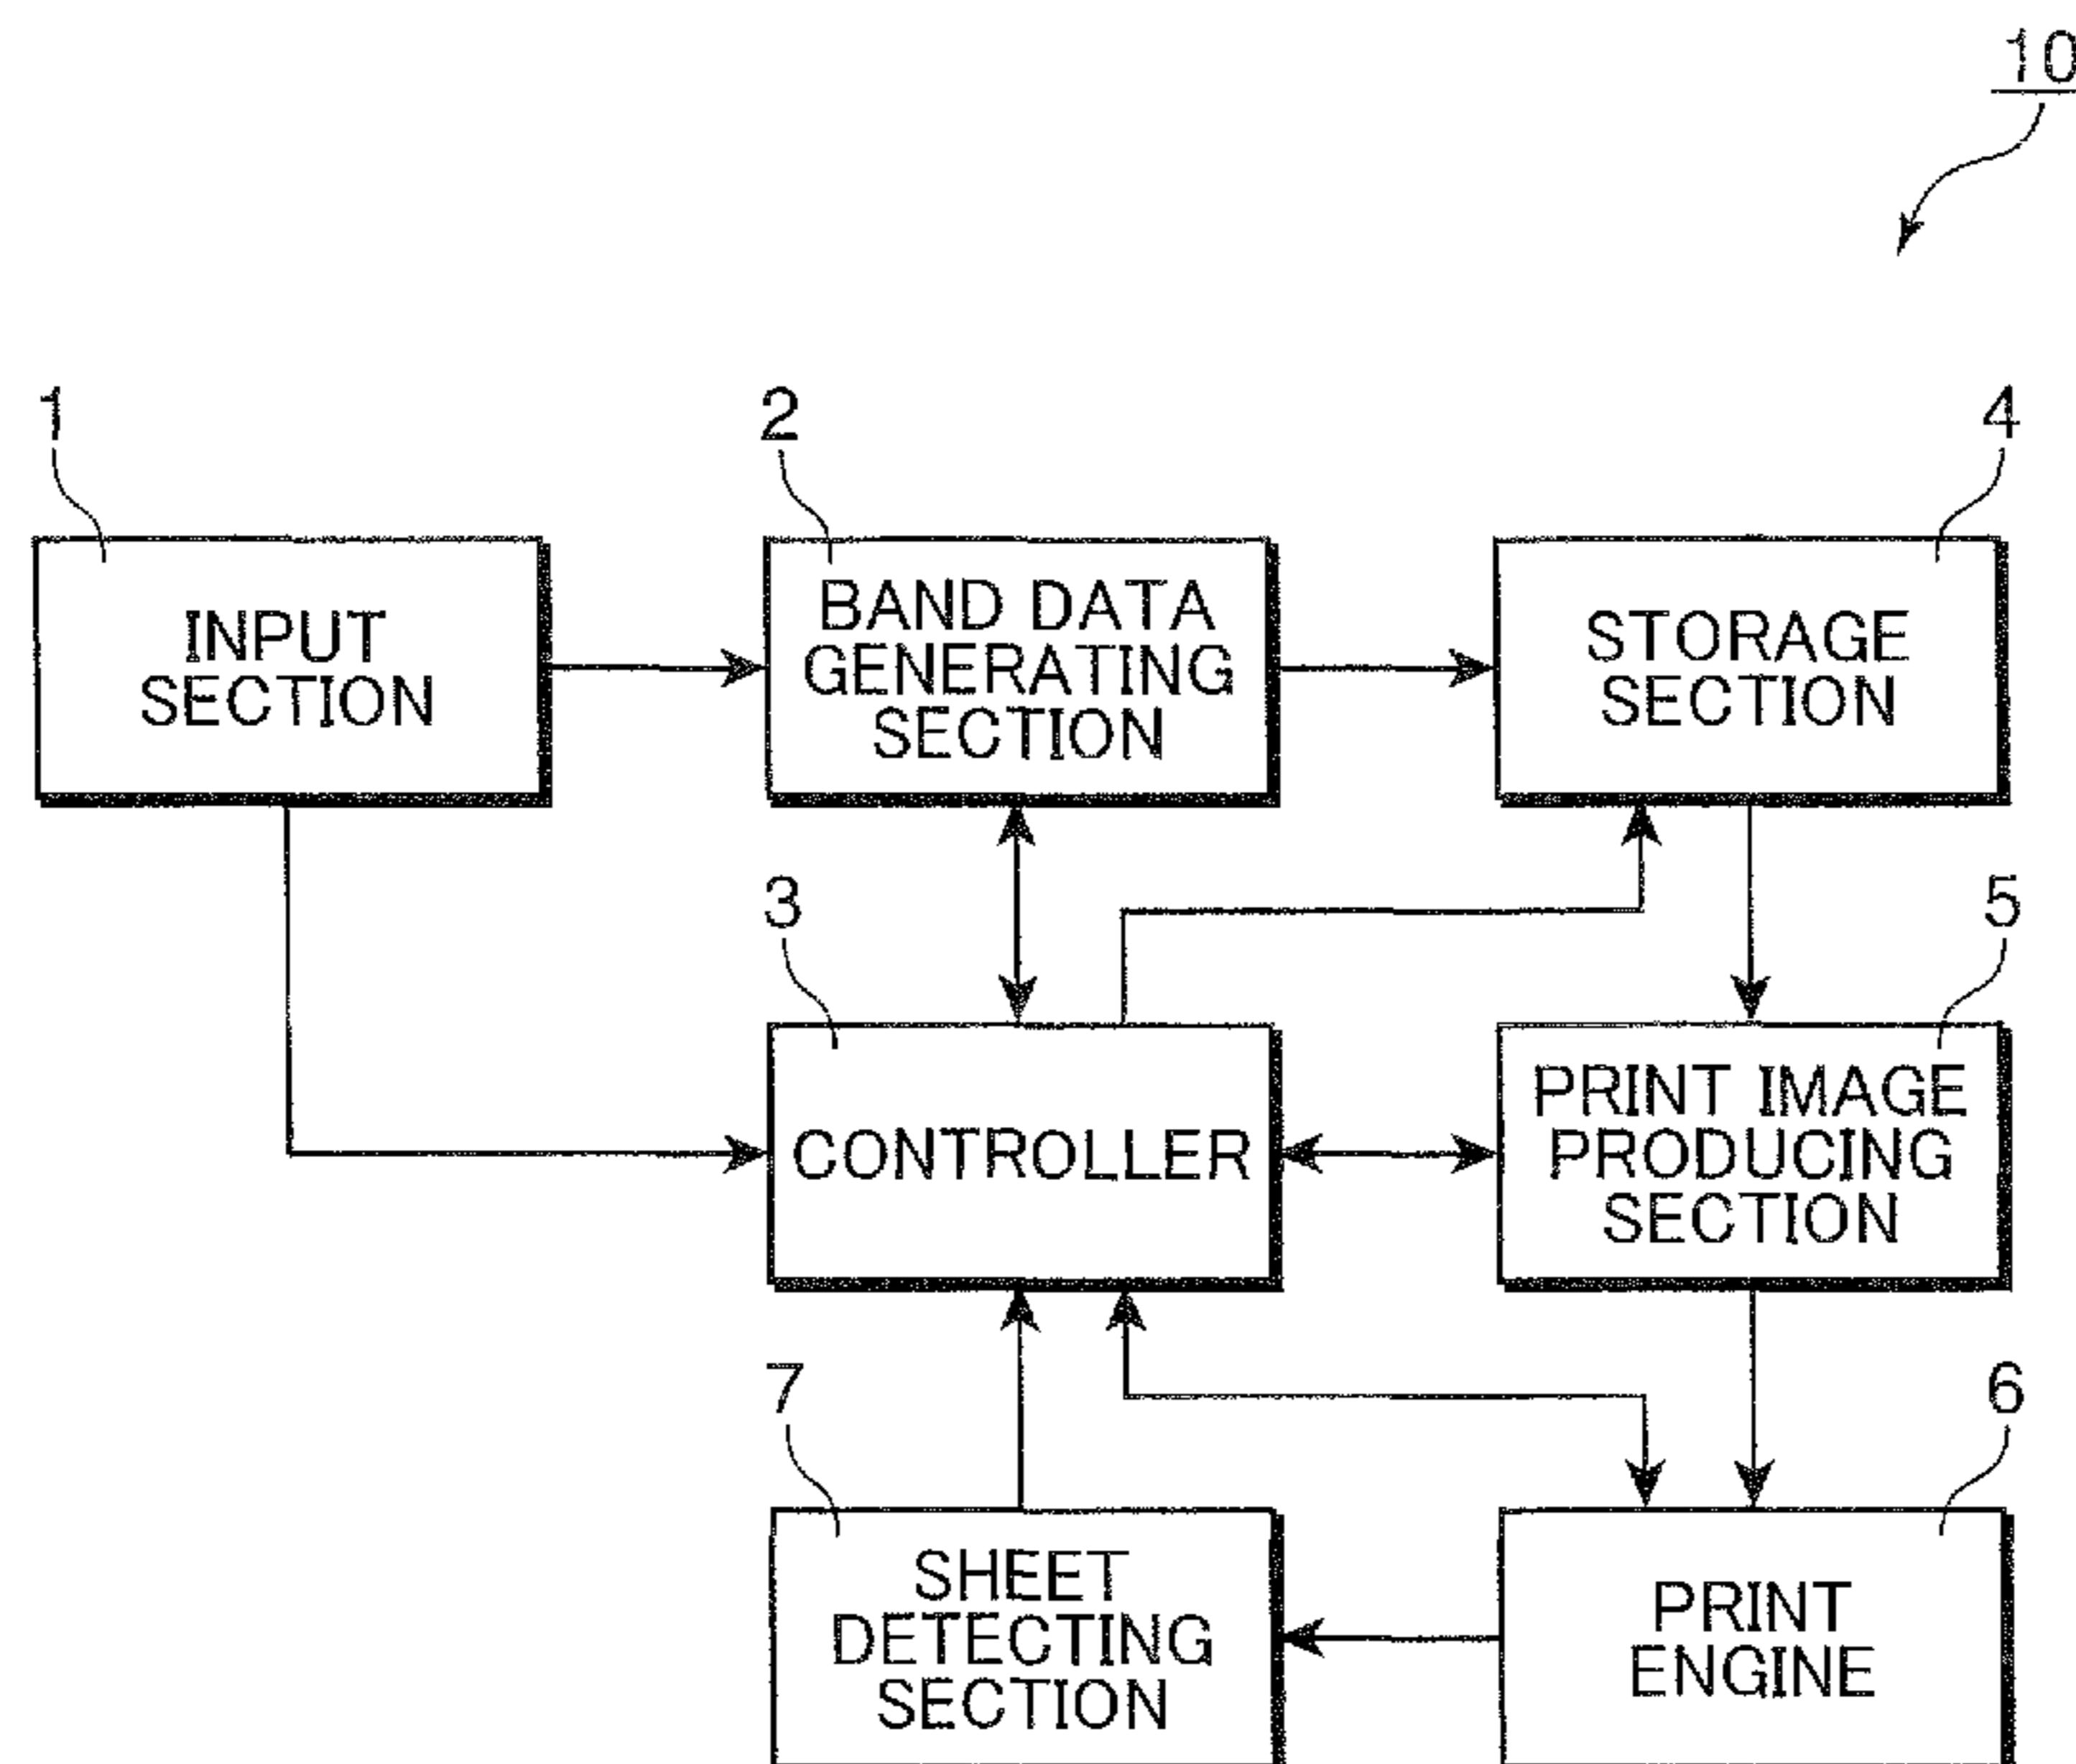 10
1
2
4
INPUT
SECTION
BAND DATA
GENERATING
SECTION
STORAGE
SECTION
3
5
CONTROLLER
PRINT IMAGE
PRODUCING
SECTION
7
6
SHEET
DETECTING
SECTION
PRINT
ENGINE